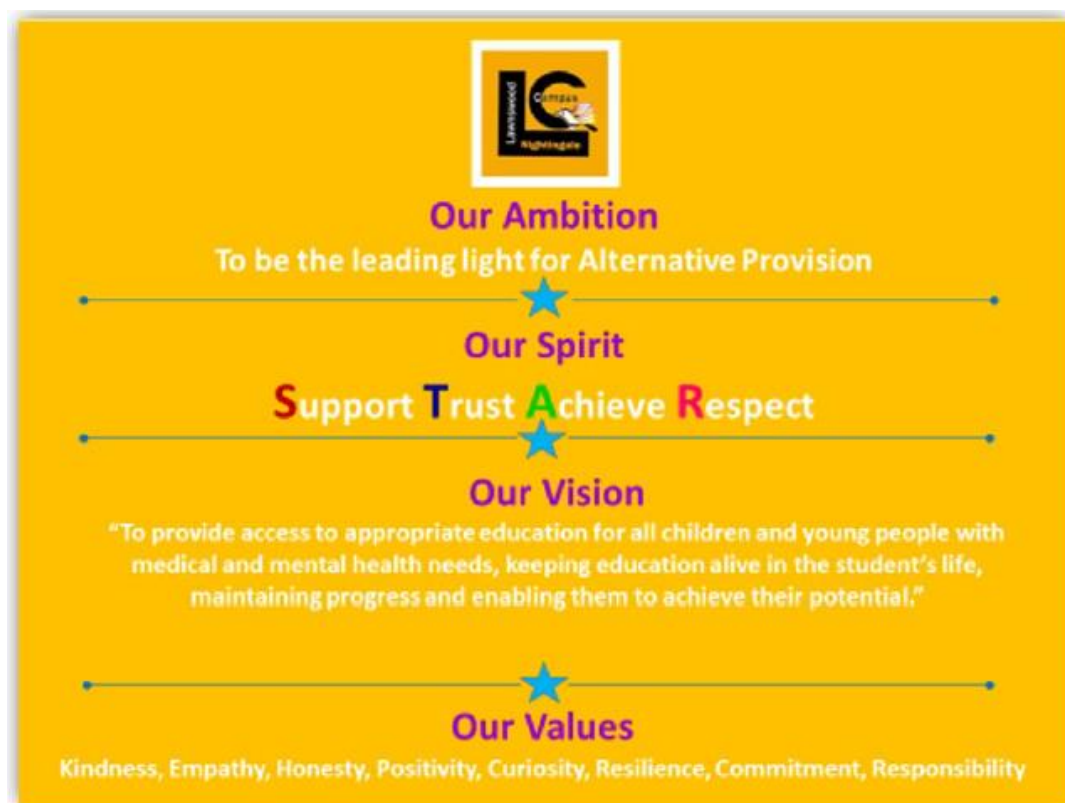 Lawnswood
Campus
Nightingale
Our Ambition
To be the leading light for Alternative Provision
Our Spirit
Support Trust Achieve Respect
Our Vision
“To provide access to appropriate education for all children and young people with
medical and mental health needs, keeping education alive in the student’s life,
maintaining progress and enabling them to achieve their potential.”
Our Values
Kindness, Empathy, Honesty, Positivity, Curiosity, Resilience, Commitment, Responsibility